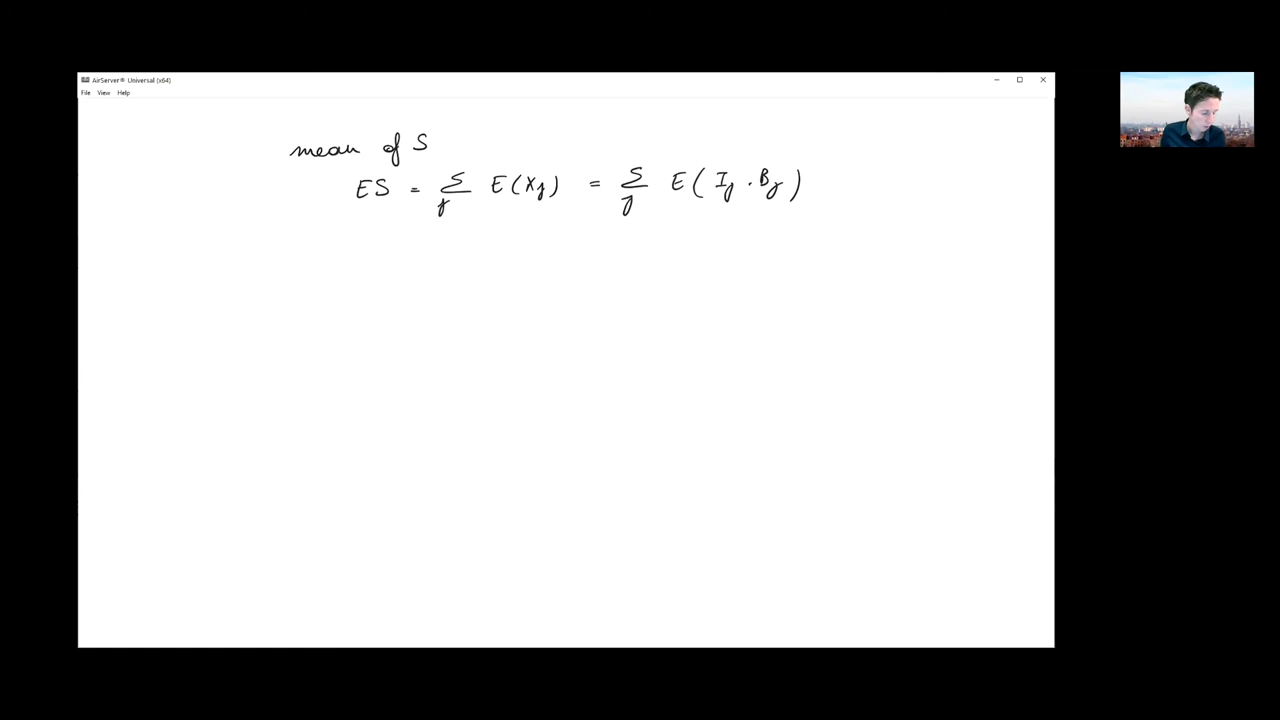 AirServer® Universal (x64)
File View Help
mean of S
ES = Σ_j E(X_j) = Σ_j E(I_j · B_j)